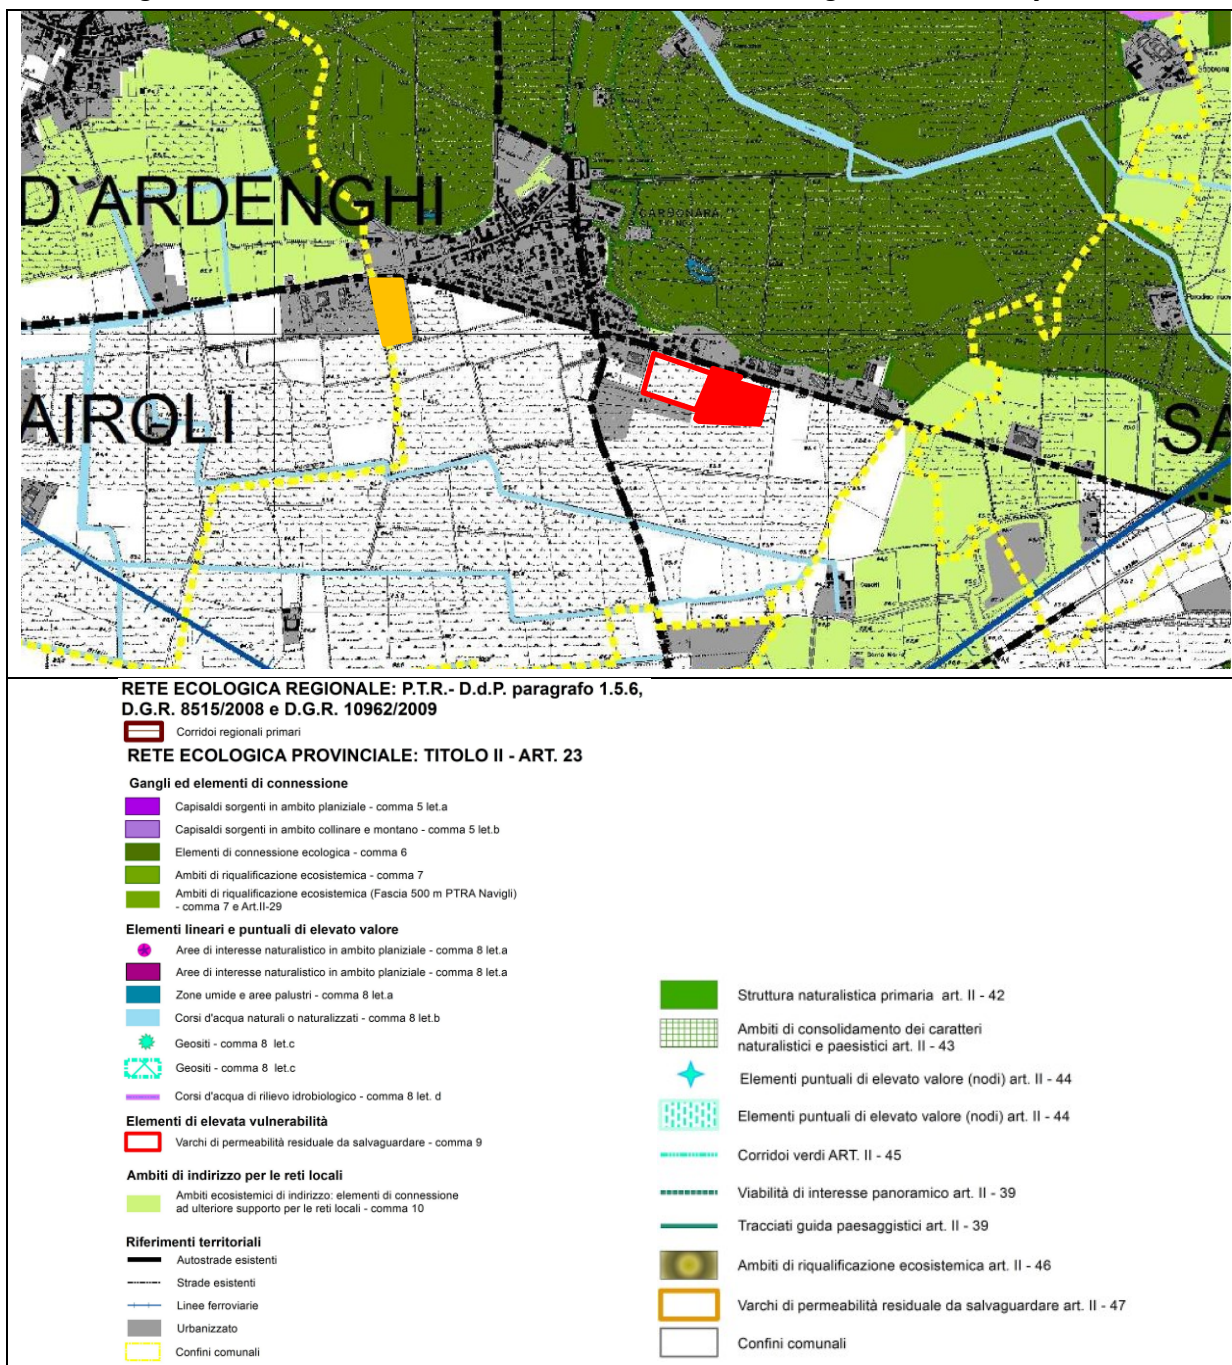 D'ARDENGHI
CARBONARA
AIROLI
SA
RETE ECOLOGICA REGIONALE: P.T.R.- D.d.P. paragrafo 1.5.6,
D.G.R. 8515/2008 e D.G.R. 10962/2009
Corridoi regionali primari
RETE ECOLOGICA PROVINCIALE: TITOLO II - ART. 23
Gangli ed elementi di connessione
Capisaldi sorgenti in ambito planiziale - comma 5 let.a
Capisaldi sorgenti in ambito collinare e montano - comma 5 let.b
Elementi di connessione ecologica - comma 6
Ambiti di riqualificazione ecosistemica - comma 7
Ambiti di riqualificazione ecosistemica (Fascia 500 m PTRA Navigli)
- comma 7 e Art.II-29
Elementi lineari e puntuali di elevato valore
Aree di interesse naturalistico in ambito planiziale - comma 8 let.a
Aree di interesse naturalistico in ambito planiziale - comma 8 let.a
Zone umide e aree palustri - comma 8 let.a
Corsi d'acqua naturali o naturalizzati - comma 8 let.b
Geositi - comma 8 let.c
Geositi - comma 8 let.c
Corsi d'acqua di rilievo idrobiologico - comma 8 let. d
Elementi di elevata vulnerabilità
Varchi di permeabilità residuale da salvaguardare - comma 9
Ambiti di indirizzo per le reti locali
Ambiti ecosistemici di indirizzo: elementi di connessione
ad ulteriore supporto per le reti locali - comma 10
Riferimenti territoriali
Autostrade esistenti
Strade esistenti
Linee ferroviarie
Urbanizzato
Confini comunali
Struttura naturalistica primaria art. II - 42
Ambiti di consolidamento dei caratteri
naturalistici e paesistici art. II - 43
Elementi puntuali di elevato valore (nodi) art. II - 44
Elementi puntuali di elevato valore (nodi) art. II - 44
Corridoi verdi ART. II - 45
Viabilità di interesse panoramico art. II - 39
Tracciati guida paesaggistici art. II - 39
Ambiti di riqualificazione ecosistemica art. II - 46
Varchi di permeabilità residuale da salvaguardare art. II - 47
Confini comunali